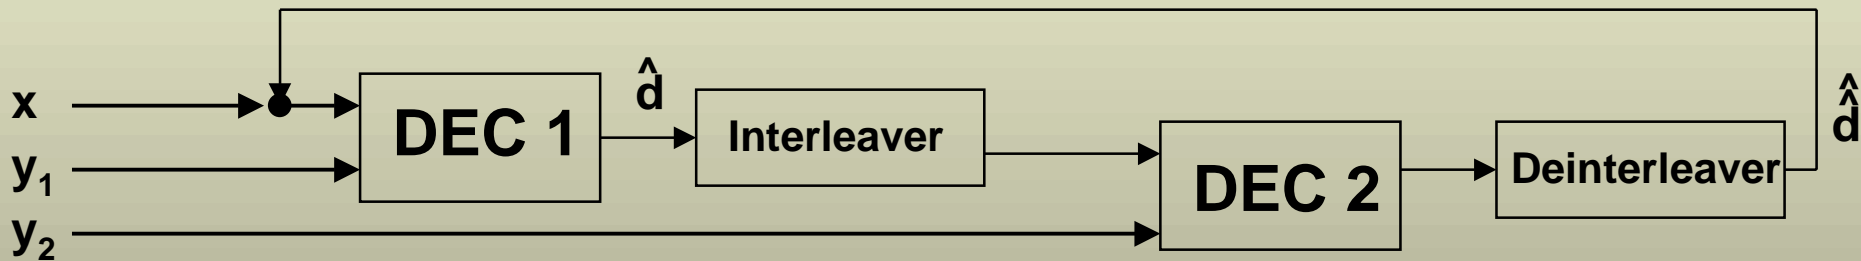 x
y₁
y₂
DEC 1
d̂
Interleaver
DEC 2
Deinterleaver
d̂̂